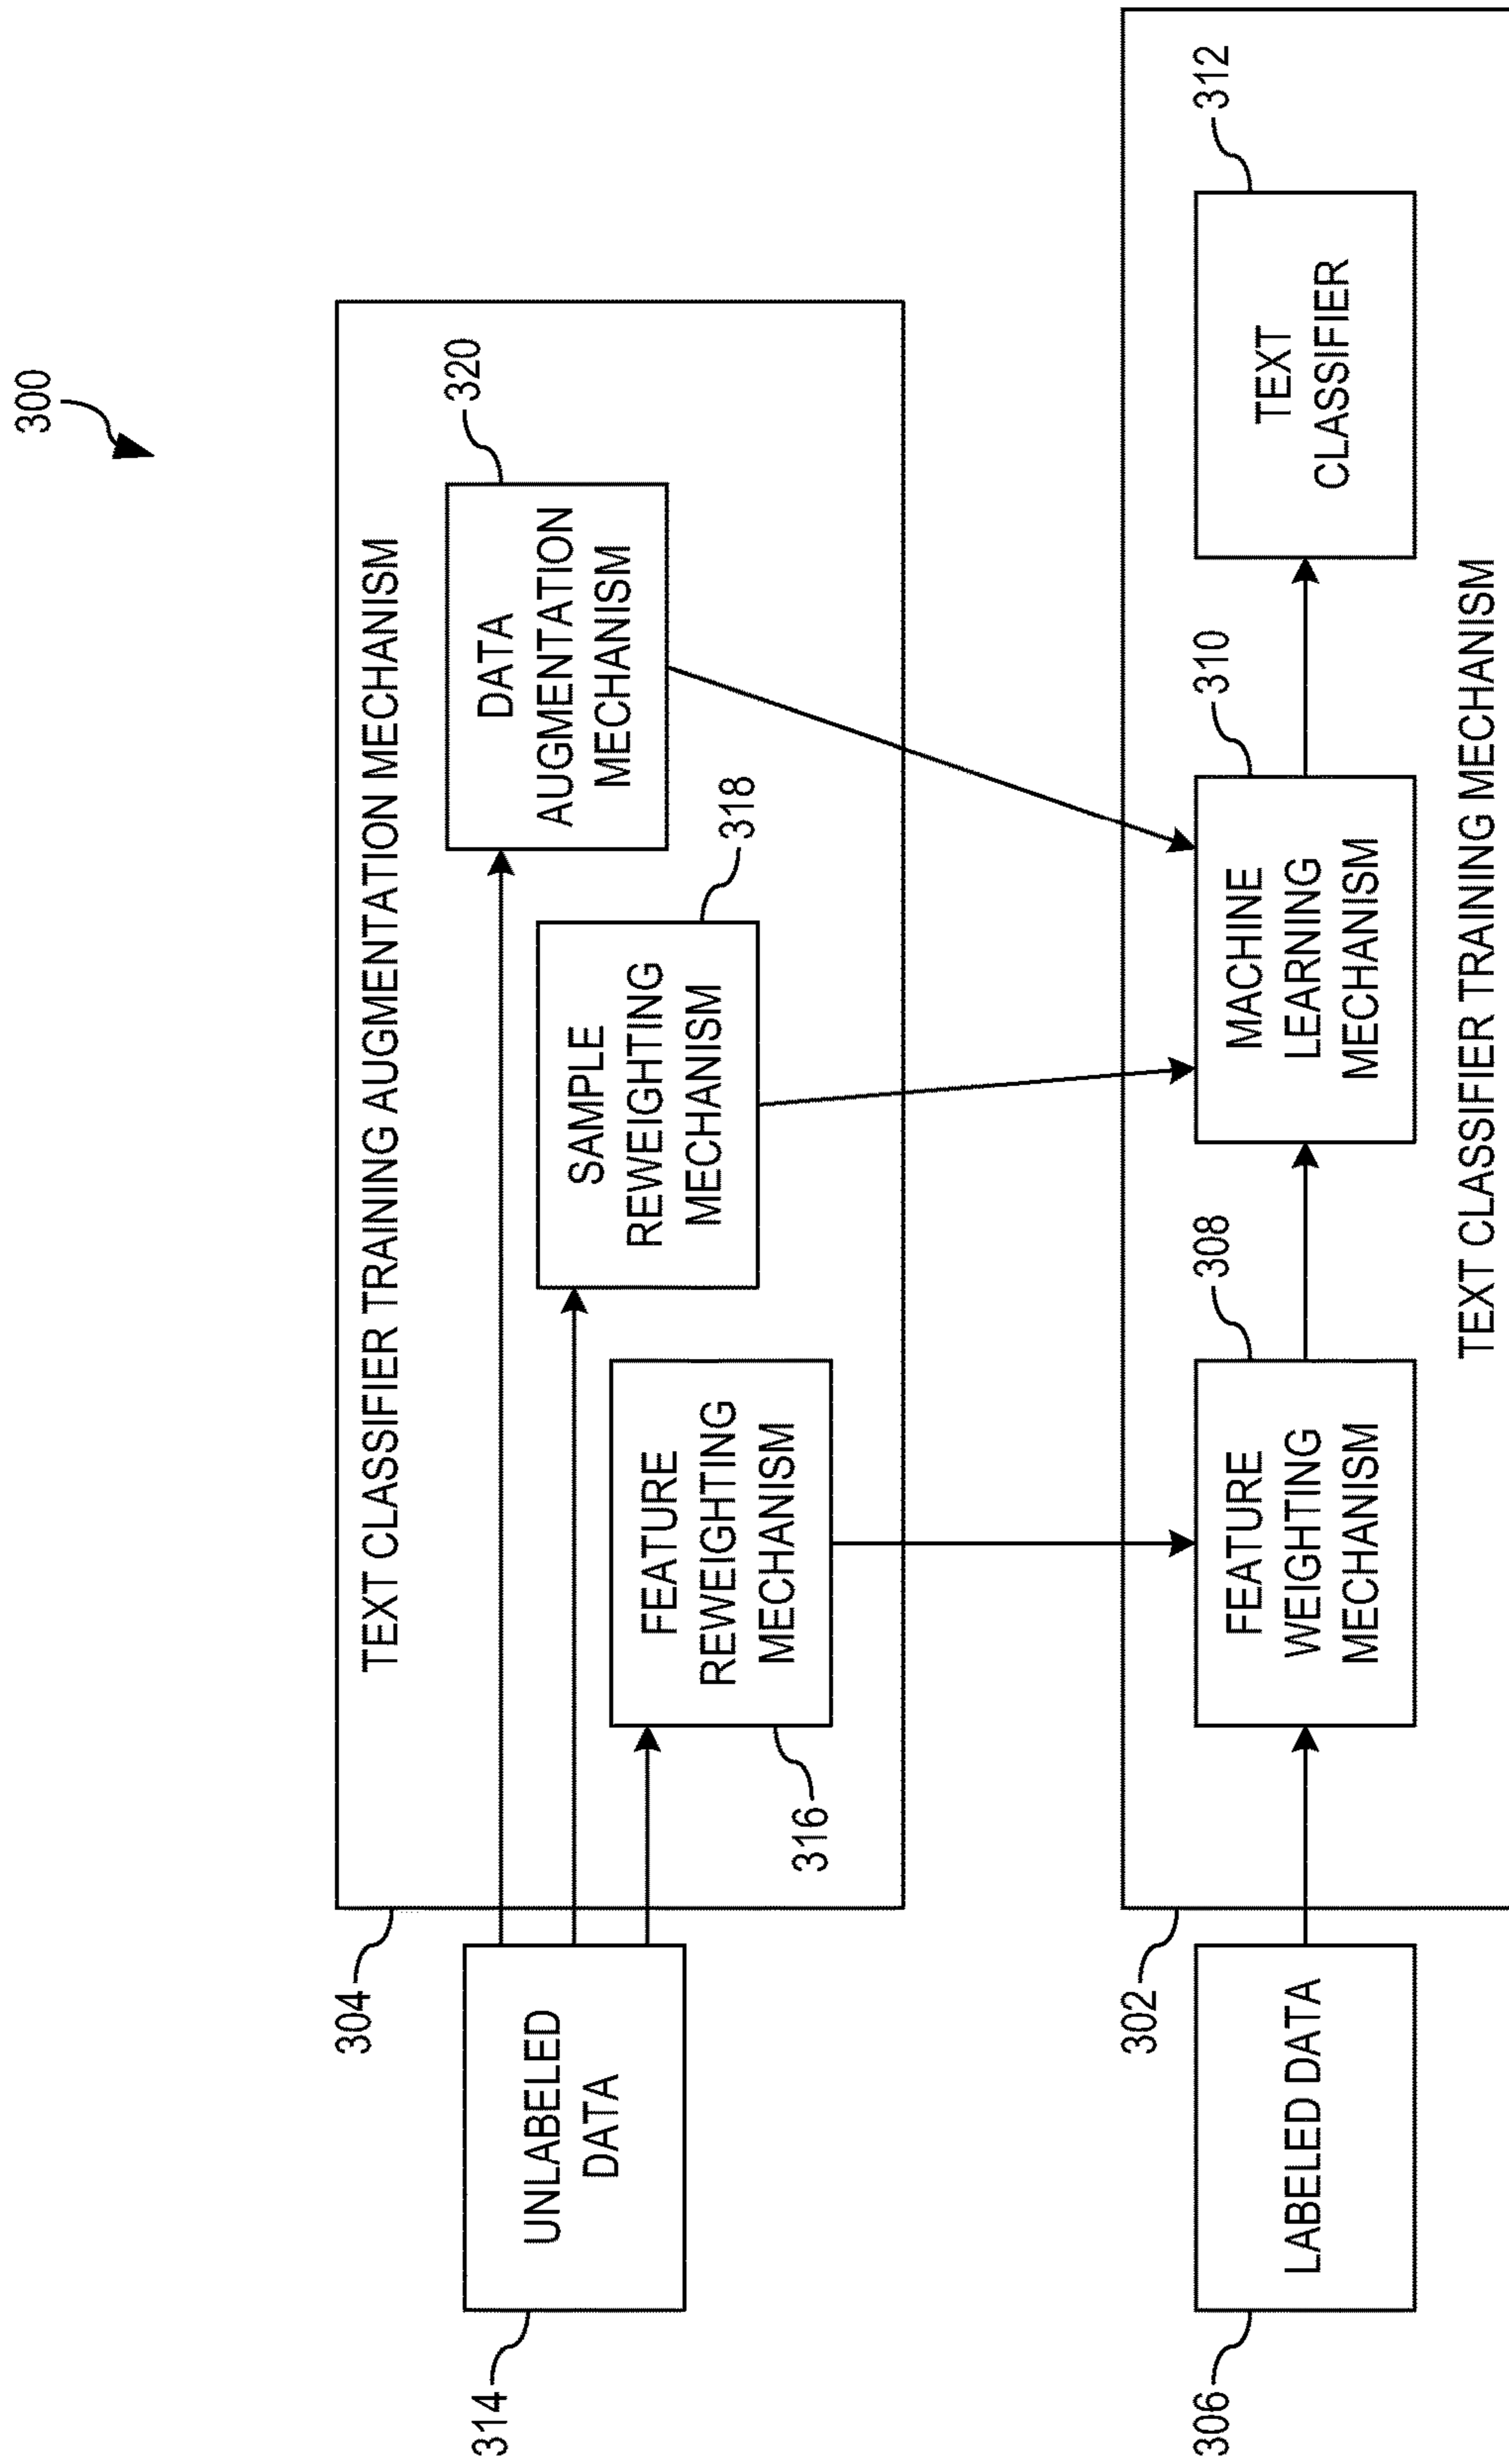 300
TEXT CLASSIFIER TRAINING AUGMENTATION MECHANISM
304
UNLABELED
DATA
314
FEATURE
REWEIGHTING
MECHANISM
316
SAMPLE
REWEIGHTING
MECHANISM
318
DATA
AUGMENTATION
MECHANISM
320
302
LABELED DATA
306
FEATURE
WEIGHTING
MECHANISM
308
MACHINE
LEARNING
MECHANISM
310
TEXT
CLASSIFIER
312
TEXT CLASSIFIER TRAINING MECHANISM